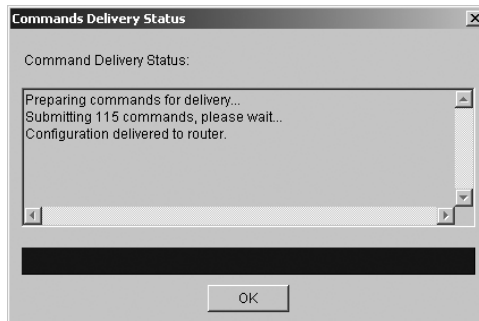 Commands Delivery Status
Command Delivery Status:
Preparing commands for delivery...
Submitting 115 commands, please wait...
Configuration delivered to router.
OK